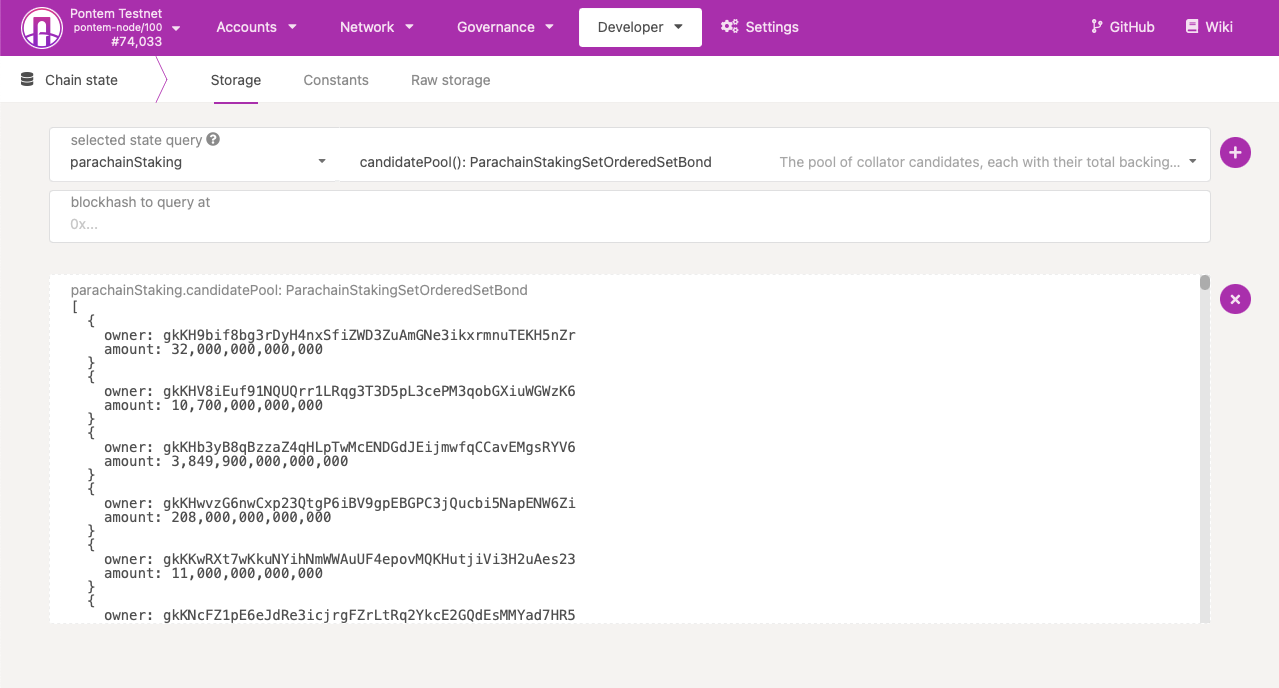 Pontem Testnet
pontem-node/100
#74,033
Accounts
Network
Governance
Developer
Settings
GitHub
Wiki
Chain state
Storage
Constants
Raw storage
selected state query
parachainStaking
candidatePool(): ParachainStakingSetOrderedSetBond
The pool of collator candidates, each with their total backing...
blockhash to query at
0x...
parachainStaking.candidatePool: ParachainStakingSetOrderedSetBond
[
{
owner: gkKH9bif8bg3rDyH4nxSfiZWD3ZuAmGNe3ikxrmnuTEKH5nZr
amount: 32,000,000,000,000
}
{
owner: gkKHV8iEuf91NQUQrr1LRqg3T3D5pL3cePM3qobGXiuWGWzK6
amount: 10,700,000,000,000
}
{
owner: gkKHb3yB8qBzzaZ4qHLpTwMcENDGdJEijmwfqCCavEMgsRYV6
amount: 3,849,900,000,000,000
}
{
owner: gkKHwvzG6nwCxp23QtgP6iBV9gpEBGPC3jQucbi5NapENW6Zi
amount: 208,000,000,000,000
}
{
owner: gkKKwRXt7wKkuNYihNmWWAuUF4epovMQKHutjiVi3H2uAes23
amount: 11,000,000,000,000
}
{
owner: gkKNcFZ1pE6eJdRe3icjrgFZrLtRq2YkcE2GQdEsMMYad7HR5